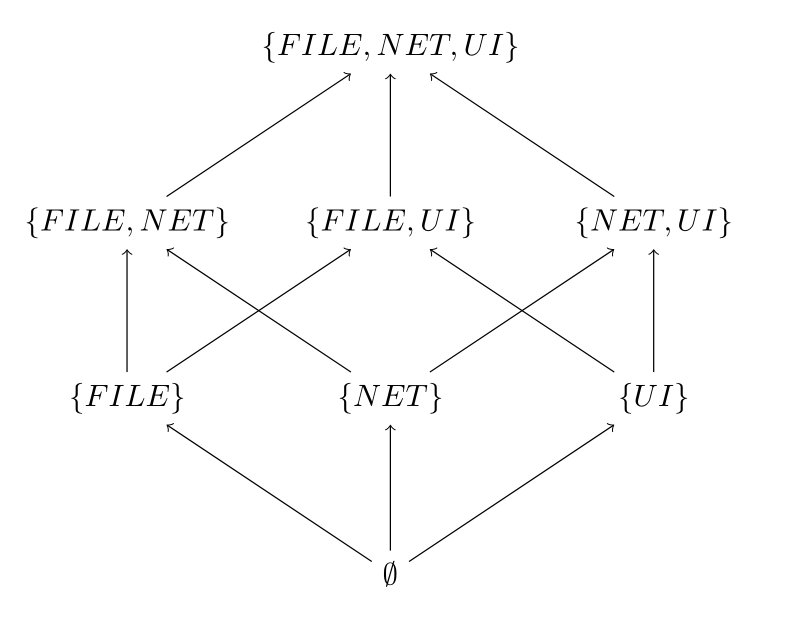 {FILE, NET, UI}
{FILE, NET} {FILE, UI} {NET, UI}
{FILE} {NET} {UI}
∅